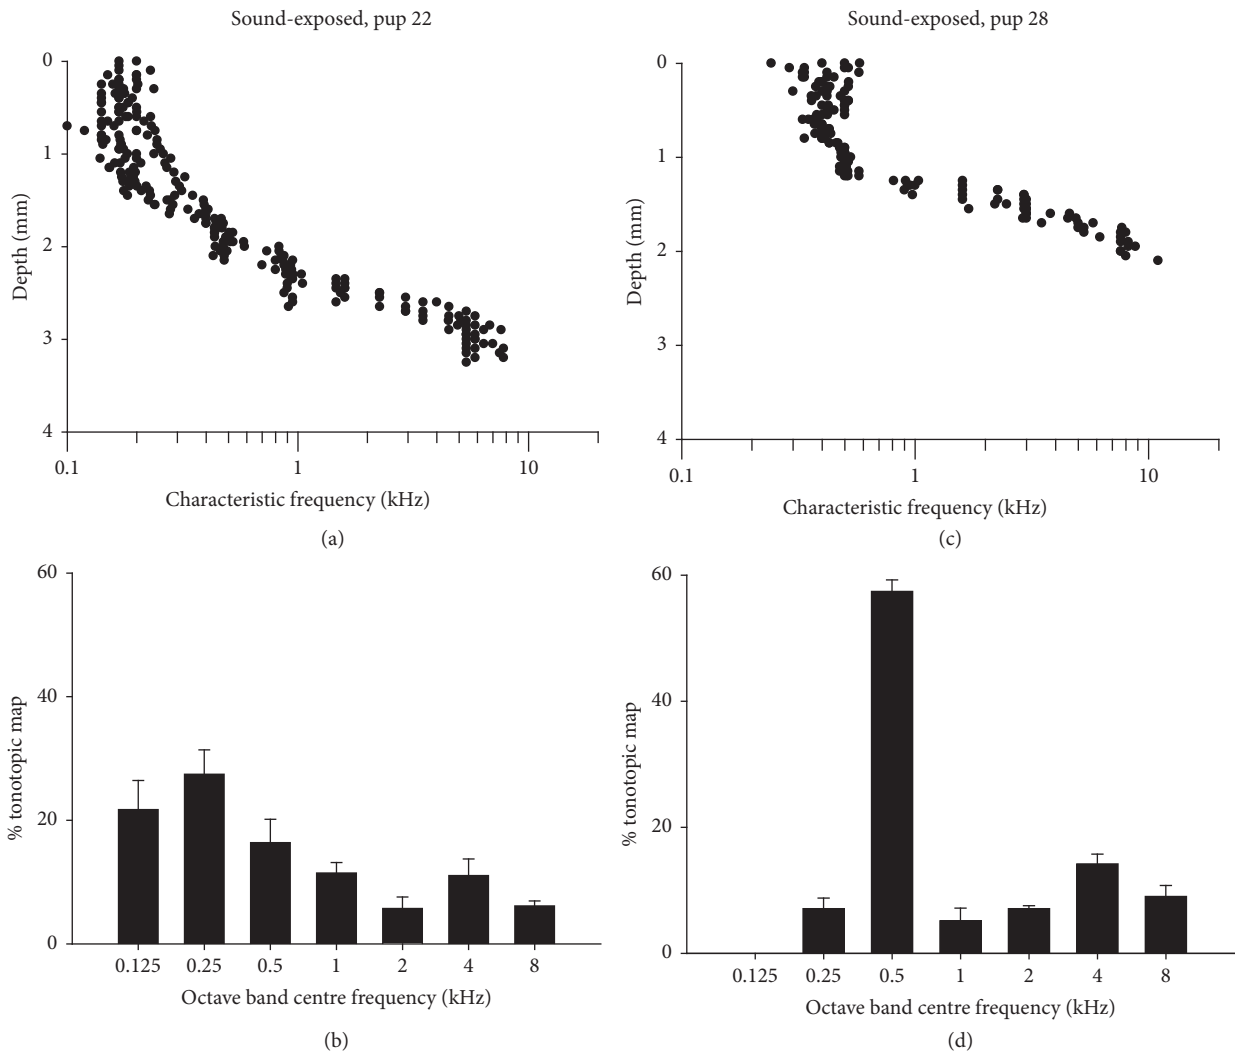 Sound-exposed, pup 22
0
1
2
3
4
Depth (mm)
0.1
1
10
Characteristic frequency (kHz)
(a)
Sound-exposed, pup 28
0
1
2
3
4
Depth (mm)
0.1
1
10
Characteristic frequency (kHz)
(c)
60
40
20
0
% tonotopic map
0.125 0.25 0.5 1 2 4 8
Octave band centre frequency (kHz)
(b)
60
40
20
0
% tonotopic map
0.125 0.25 0.5 1 2 4 8
Octave band centre frequency (kHz)
(d)